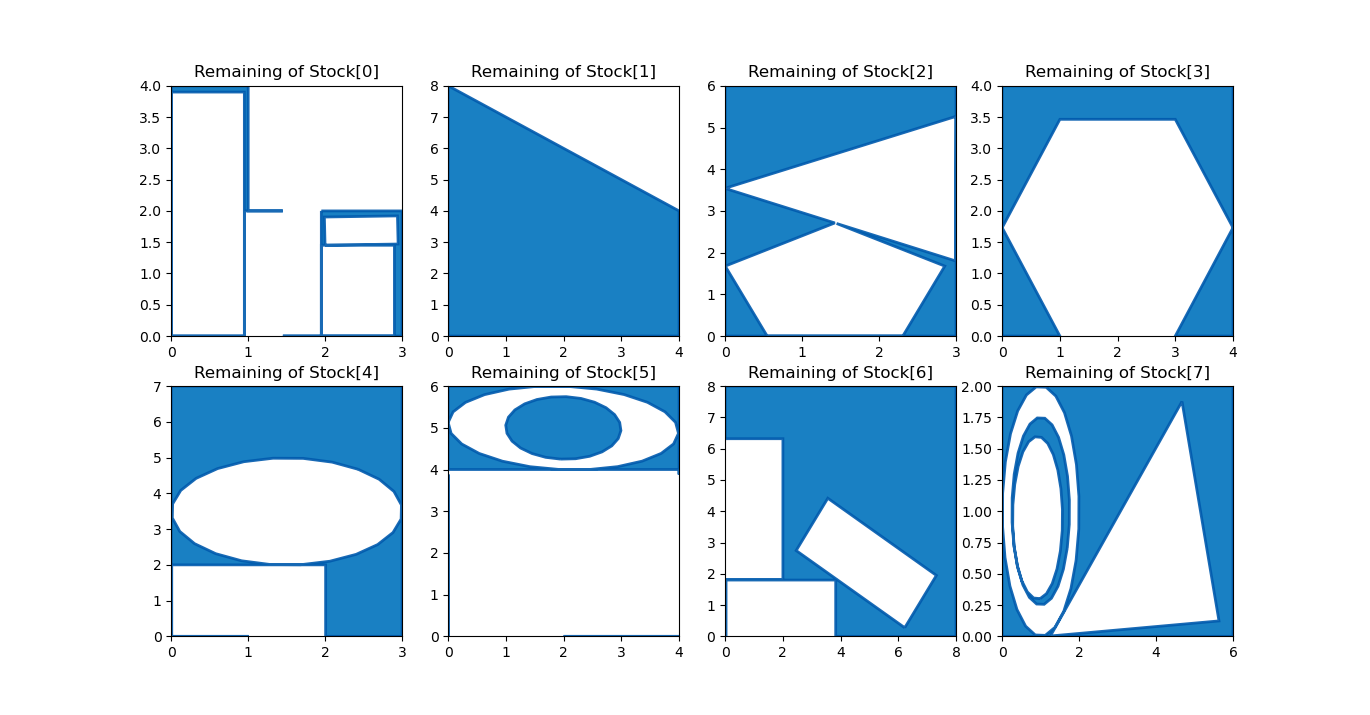 Remaining of Stock[0] Remaining of Stock[1] Remaining of Stock[2] Remaining of Stock[3]
4.0 8 6 4.0
3.5 7 5 3.5
3.0 6 4 3.0
2.5 5 3 2.5
2.0 4 2 2.0
1.5 3 1 1.5
1.0 2 0 1.0
0.5 1 0.5
0.0 0 0.0
0 1 2 3 0 1 2 3 4 0 1 2 3 0 1 2 3 4
Remaining of Stock[4] Remaining of Stock[5] Remaining of Stock[6] Remaining of Stock[7]
7 6 8 2.00
6 5 7 1.75
5 4 6 1.50
4 3 5 1.25
3 2 4 1.00
2 1 3 0.75
1 0 2 0.50
0 1 0.25
0 0.00
0 1 2 3 0 1 2 3 4 0 2 4 6 8 0 2 4 6